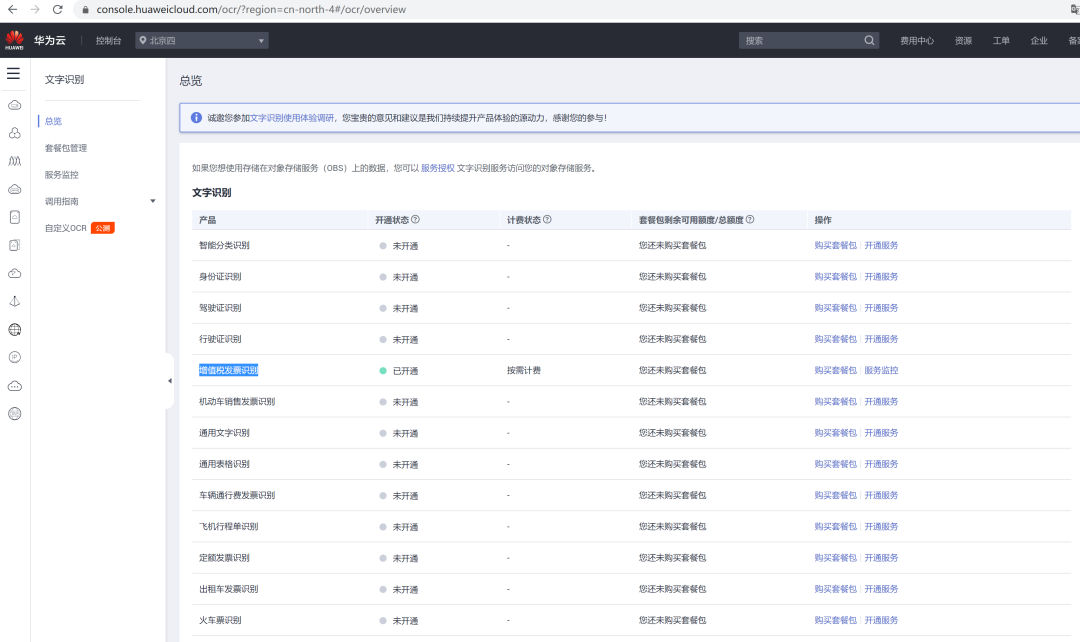 console.huaweicloud.com/ocr/?region=cn-north-4#/ocr/overview
HUAWEI 华为云 控制台 北京四 搜索 费用中心 资源 工单 企业
文字识别
总览
套餐包管理
服务监控
调用指南
自定义OCR 公测
总览
诚邀您参加文字识别使用体验调研，您宝贵的意见和建议是我们持续提升产品体验的源动力，感谢您的参与！
如果您想使用存储在对象存储服务（OBS）上的数据，您可以 服务授权 文字识别服务访问您的对象存储服务。
文字识别
产品 开通状态 计费状态 套餐包剩余可用额度/总额度 操作
智能分类识别 未开通 - 您还未购买套餐包 购买套餐包 开通服务
身份证识别 未开通 - 您还未购买套餐包 购买套餐包 开通服务
驾驶证识别 未开通 - 您还未购买套餐包 购买套餐包 开通服务
行驶证识别 未开通 - 您还未购买套餐包 购买套餐包 开通服务
增值税发票识别 已开通 按需计费 您还未购买套餐包 购买套餐包 服务监控
机动车销售发票识别 未开通 - 您还未购买套餐包 购买套餐包 开通服务
通用文字识别 未开通 - 您还未购买套餐包 购买套餐包 开通服务
通用表格识别 未开通 - 您还未购买套餐包 购买套餐包 开通服务
车辆通行费发票识别 未开通 - 您还未购买套餐包 购买套餐包 开通服务
飞机行程单识别 未开通 - 您还未购买套餐包 购买套餐包 开通服务
定额发票识别 未开通 - 您还未购买套餐包 购买套餐包 开通服务
出租车发票识别 未开通 - 您还未购买套餐包 购买套餐包 开通服务
火车票识别 未开通 - 您还未购买套餐包 购买套餐包 开通服务